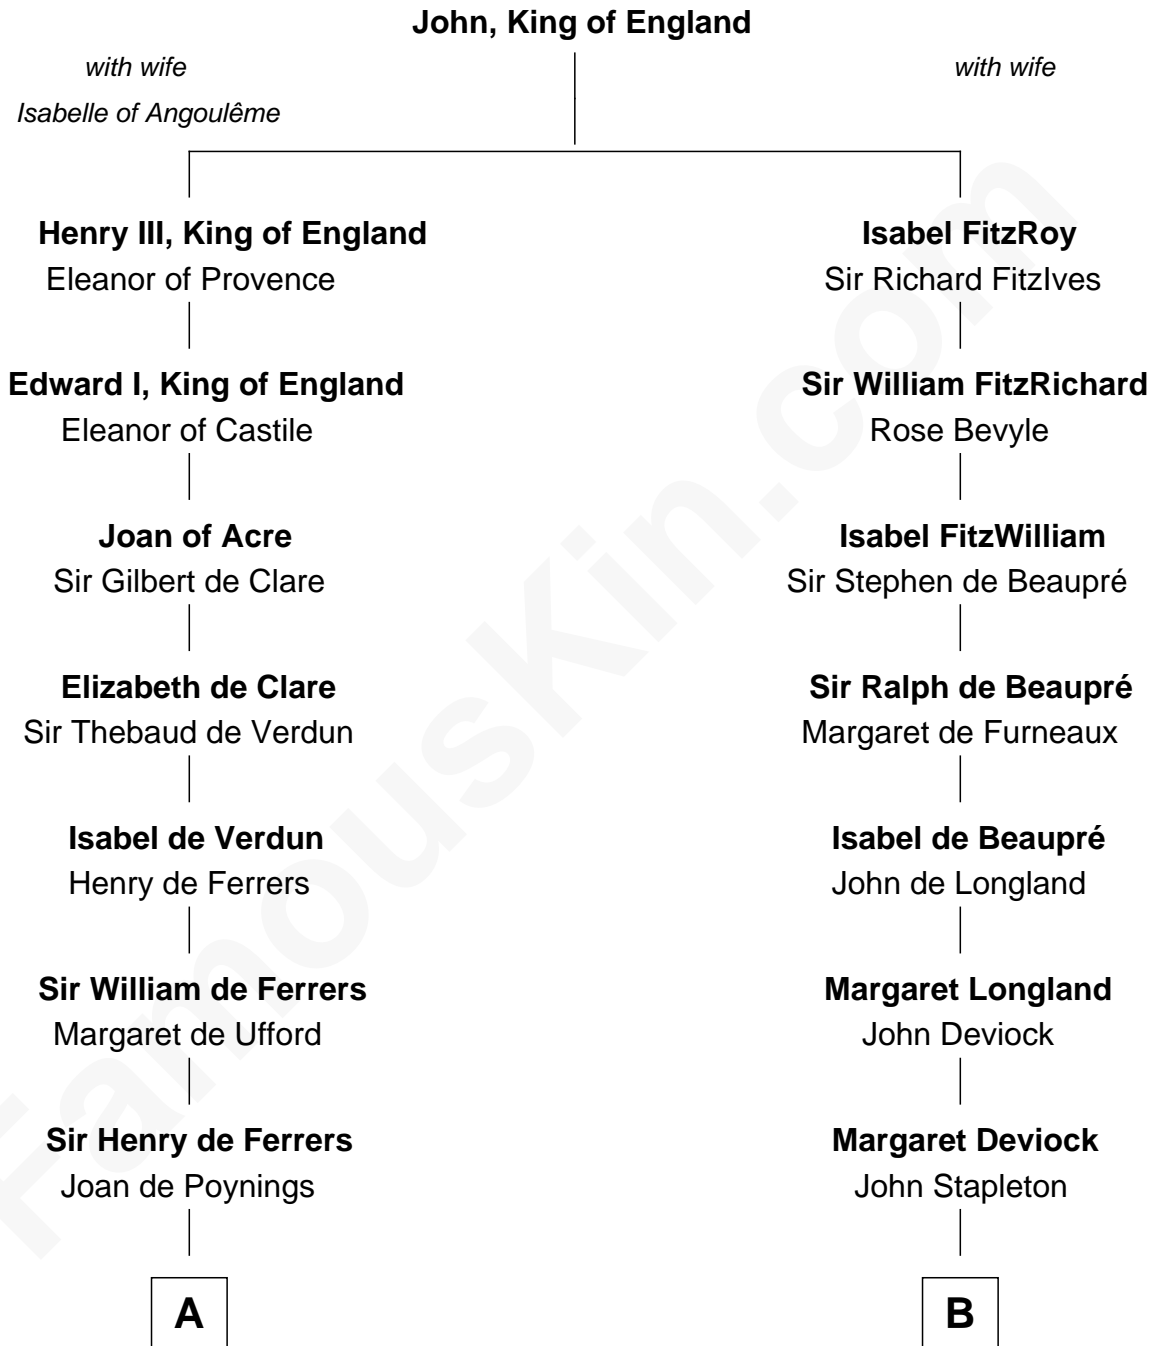 John, King of England
with wife
Isabelle of Angoulême
with wife
Henry III, King of England
Eleanor of Provence
Isabel FitzRoy
Sir Richard FitzIves
Edward I, King of England
Eleanor of Castile
Sir William FitzRichard
Rose Bevyle
Joan of Acre
Sir Gilbert de Clare
Isabel FitzWilliam
Sir Stephen de Beaupré
Elizabeth de Clare
Sir Thebaud de Verdun
Sir Ralph de Beaupré
Margaret de Furneaux
Isabel de Verdun
Henry de Ferrers
Isabel de Beaupré
John de Longland
Sir William de Ferrers
Margaret de Ufford
Margaret Longland
John Deviock
Sir Henry de Ferrers
Joan de Poynings
Margaret Deviock
John Stapleton
A
B
FamousKin.com